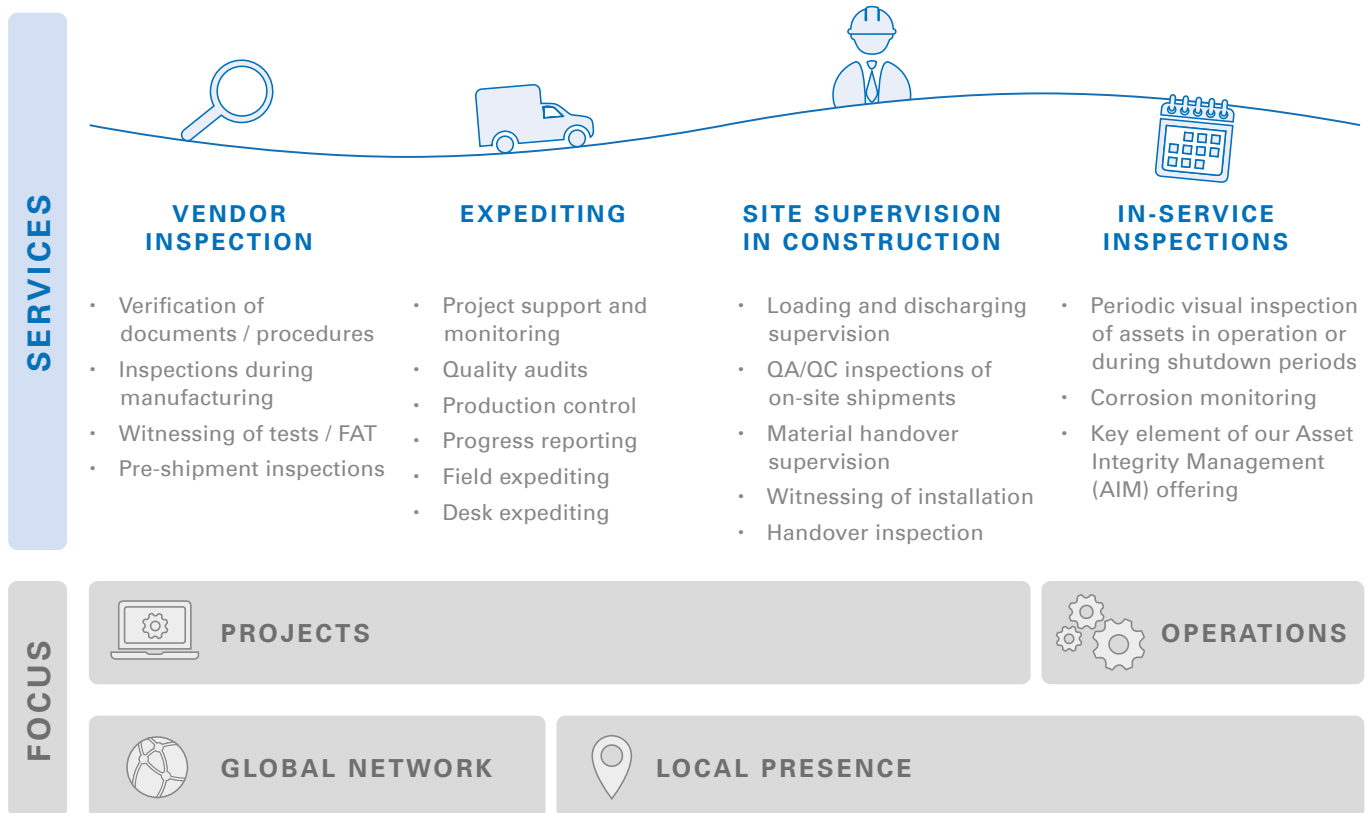 SERVICES
VENDOR
INSPECTION
• Verification of
documents / procedures
• Inspections during
manufacturing
• Witnessing of tests / FAT
• Pre-shipment inspections
EXPEDITING
• Project support and
monitoring
• Quality audits
• Production control
• Progress reporting
• Field expediting
• Desk expediting
SITE SUPERVISION
IN CONSTRUCTION
• Loading and discharging
supervision
• QA/QC inspections of
on-site shipments
• Material handover
supervision
• Witnessing of installation
• Handover inspection
IN-SERVICE
INSPECTIONS
• Periodic visual inspection
of assets in operation or
during shutdown periods
• Corrosion monitoring
• Key element of our Asset
Integrity Management
(AIM) offering
FOCUS
PROJECTS
OPERATIONS
GLOBAL NETWORK
LOCAL PRESENCE